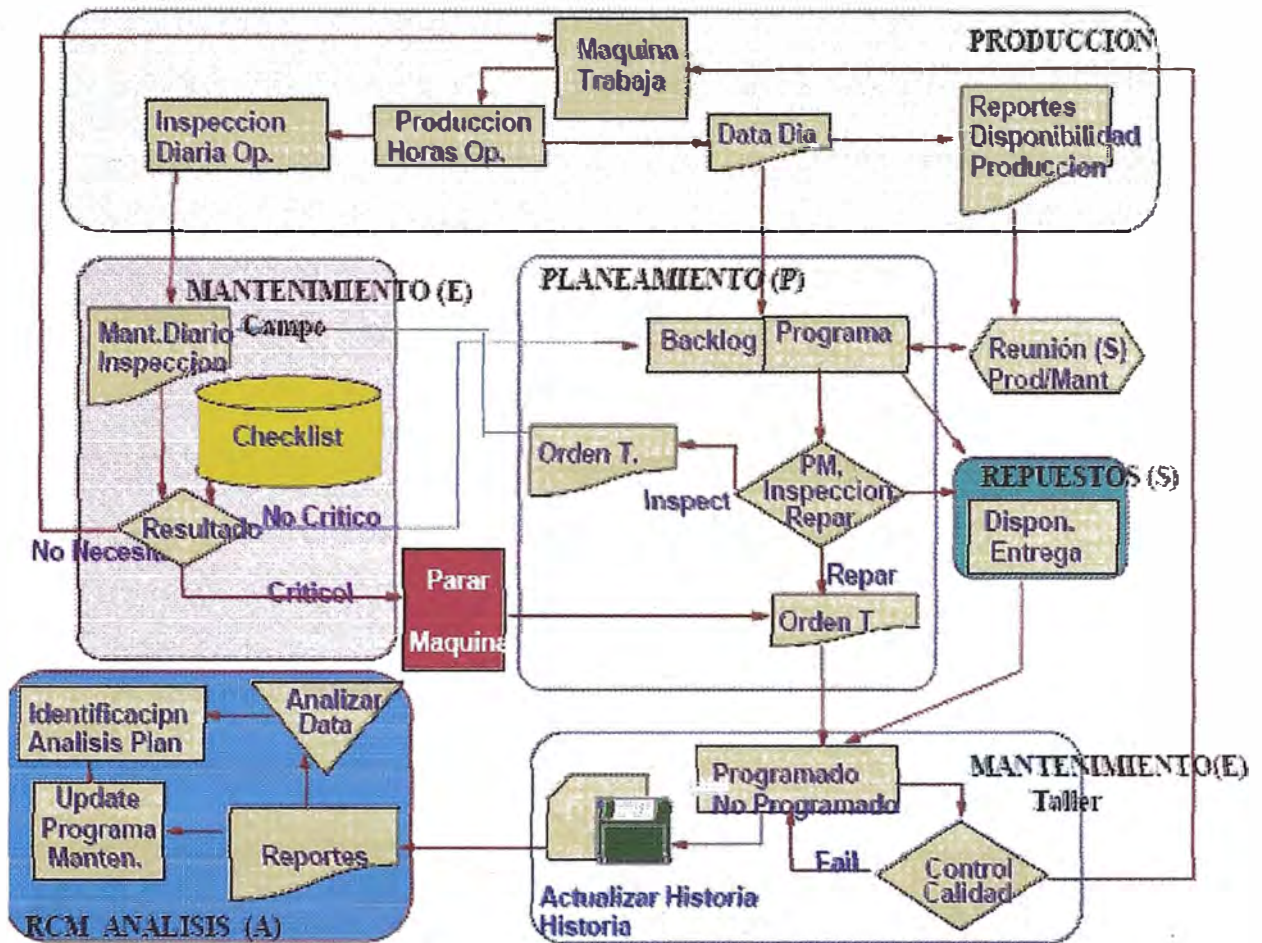 PRODUCCION
Maquina
Trabaja
Inspeccion
Diaria Op.
Produccion
Horas Op.
Data Dia
Reportes
Disponibilidad
Produccion
MANTENIMIENTO (E)
Campo
Mant.Diario
Inspeccion
Checklist
Resultado
No Critico
No Necesita
Criticol
Parar
Maquina
PLANEAMIENTO (P)
Backlog
Programa
Reunión (S)
Prod/Mant
Orden T.
Inspect
PM,
Inspeccion
Repar
Repar
Orden T.
REPUESTOS (S)
Dispon.
Entrega
Identificacipn
Analisis Plan
Analizar
Data
Update
Programa
Manten.
Reportes
RCM ANALISIS (A)
Programado
No Programado
MANTENIMIENTO(E)
Taller
Fail
Control
Calidad
Actualizar Historia
Historia